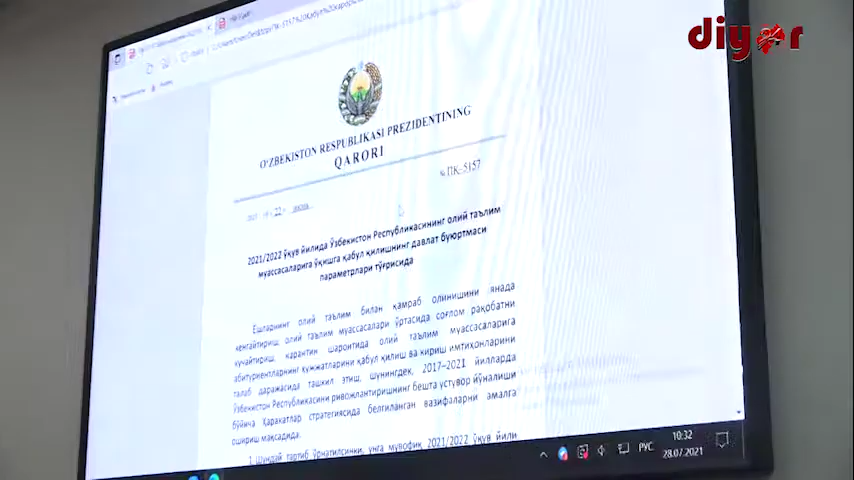 diyor
O‘ZBEKISTON RESPUBLIKASI PREZIDENTINING
QARORI
№ПК-5157
22
2021/2022 ўқув йилида Ўзбекистон Республикасининг олий таълим
муассасаларига ўқишга қабул қилишнинг давлат буюртмаси
параметрлари тўғрисида
Ёшларнинг олий таълим билан қамраб олинишини янада
кенгайтириш, олий таълим муассасалари ўртасида соғлом рақобатни
кучайтириш, карантин шароитида олий таълим муассасаларига
абитуриентларнинг ҳужжатларини қабул қилиш ва кириш имтиҳонларини
талаб даражасида ташкил этиш, шунингдек, 2017–2021 йилларда
Ўзбекистон Республикасини ривожлантиришнинг бешта устувор йўналиши
бўйича Ҳаракатлар стратегиясида белгиланган вазифаларни амалга
ошириш мақсадида:
1. Шундай тартиб ўрнатилсинки, унга мувофиқ 2021/2022 ўқув йили
РУС
10:32
28.07.2021